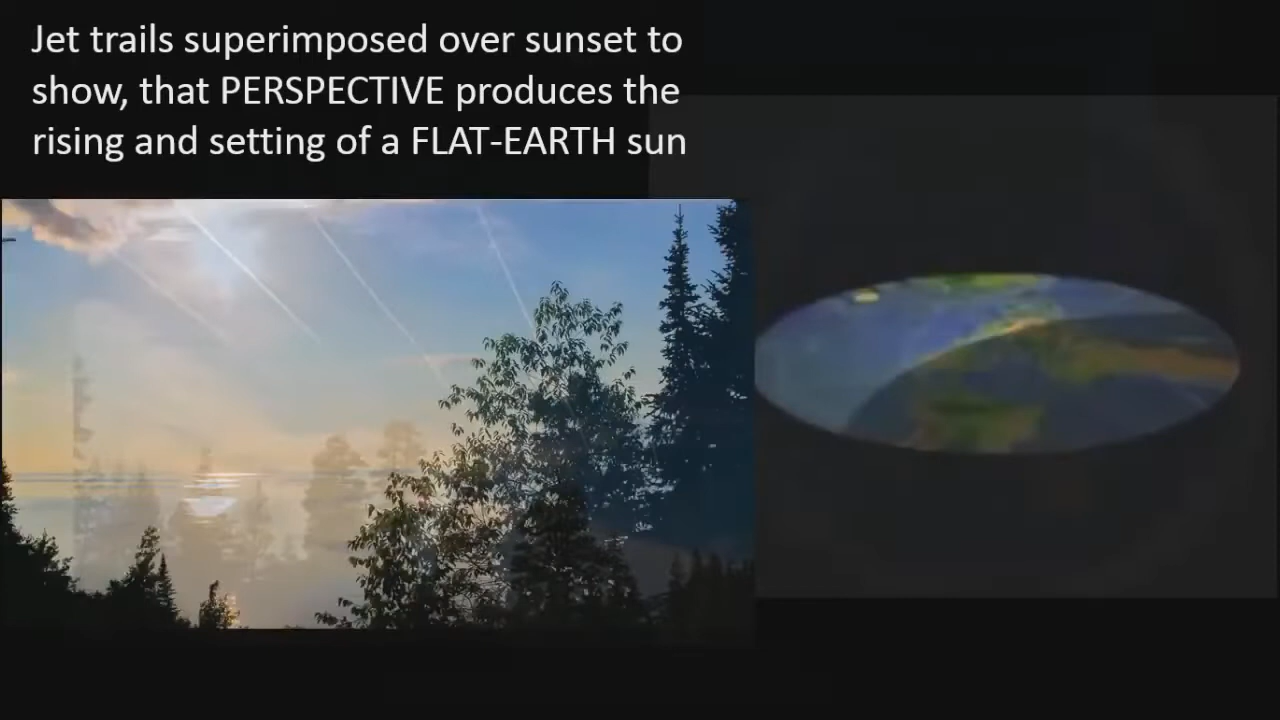 Jet trails superimposed over sunset to
show, that PERSPECTIVE produces the
rising and setting of a FLAT-EARTH sun